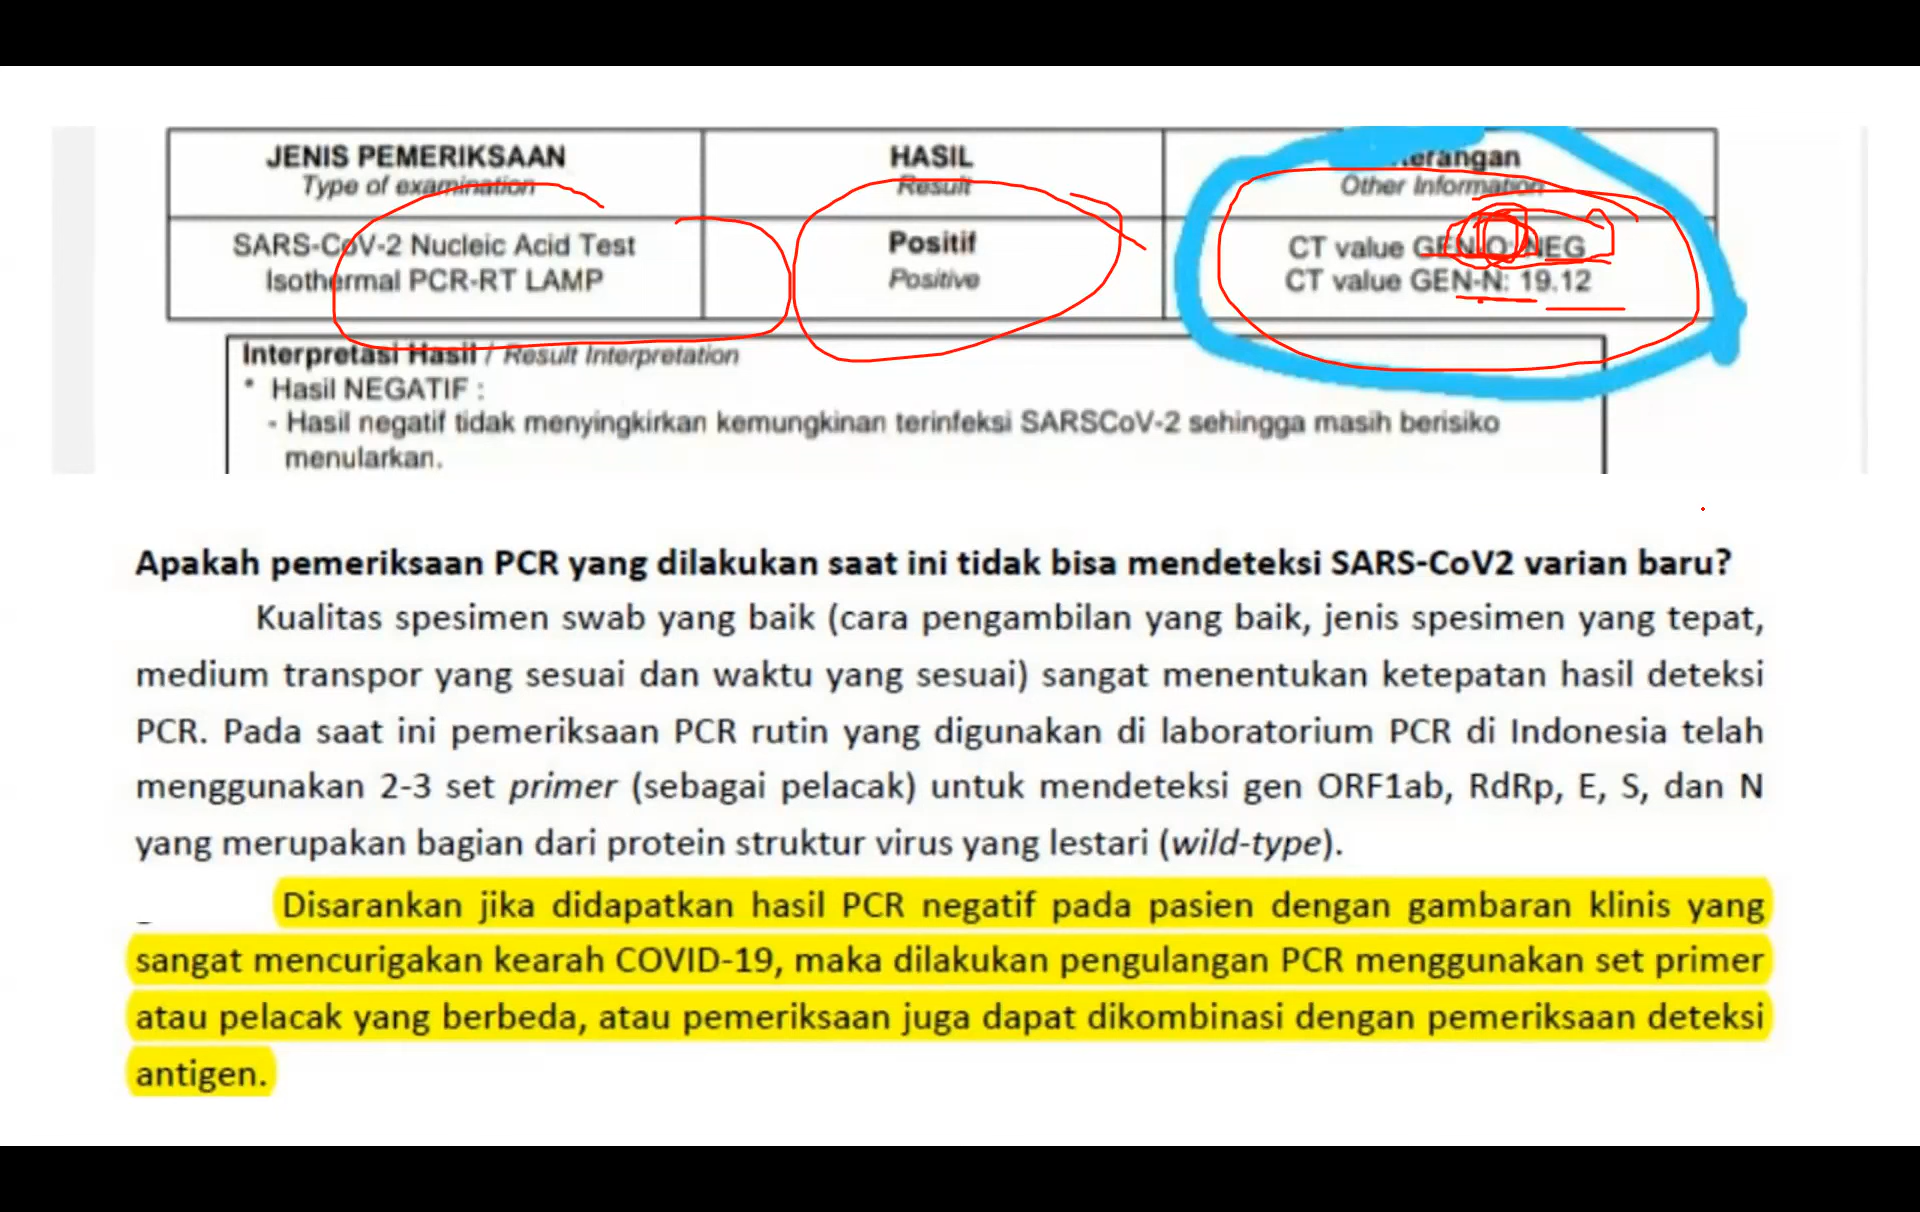 JENIS PEMERIKSAAN
Type of examination
HASIL
Result
Other Information
SARS-CoV-2 Nucleic Acid Test
Isothermal PCR-RT LAMP
Positif
Positive
CT value GEN-O: NEG
CT value GEN-N: 19.12
Interpretasi Hasil / Result Interpretation
* Hasil NEGATIF :
- Hasil negatif tidak menyingkirkan kemungkinan terinfeksi SARSCoV-2 sehingga masih berisiko
menularkan.
Apakah pemeriksaan PCR yang dilakukan saat ini tidak bisa mendeteksi SARS-CoV2 varian baru?
Kualitas spesimen swab yang baik (cara pengambilan yang baik, jenis spesimen yang tepat,
medium transpor yang sesuai dan waktu yang sesuai) sangat menentukan ketepatan hasil deteksi
PCR. Pada saat ini pemeriksaan PCR rutin yang digunakan di laboratorium PCR di Indonesia telah
menggunakan 2-3 set primer (sebagai pelacak) untuk mendeteksi gen ORF1ab, RdRp, E, S, dan N
yang merupakan bagian dari protein struktur virus yang lestari (wild-type).
Disarankan jika didapatkan hasil PCR negatif pada pasien dengan gambaran klinis yang
sangat mencurigakan kearah COVID-19, maka dilakukan pengulangan PCR menggunakan set primer
atau pelacak yang berbeda, atau pemeriksaan juga dapat dikombinasi dengan pemeriksaan deteksi
antigen.